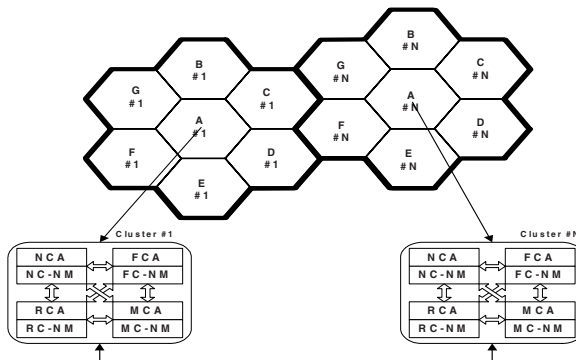 B
#N
B
#1
G
#N
C
#N
G
#1
C
#1
A
#N
A
#1
F
#N
D
#N
F
#1
D
#1
E
#N
E
#1
Cluster #1
NCA
FCA
NC-NM
FC-NM
RCA
MCA
RC-NM
MC-NM
Cluster #N
NCA
FCA
NC-NM
FC-NM
RCA
MCA
RC-NM
MC-NM